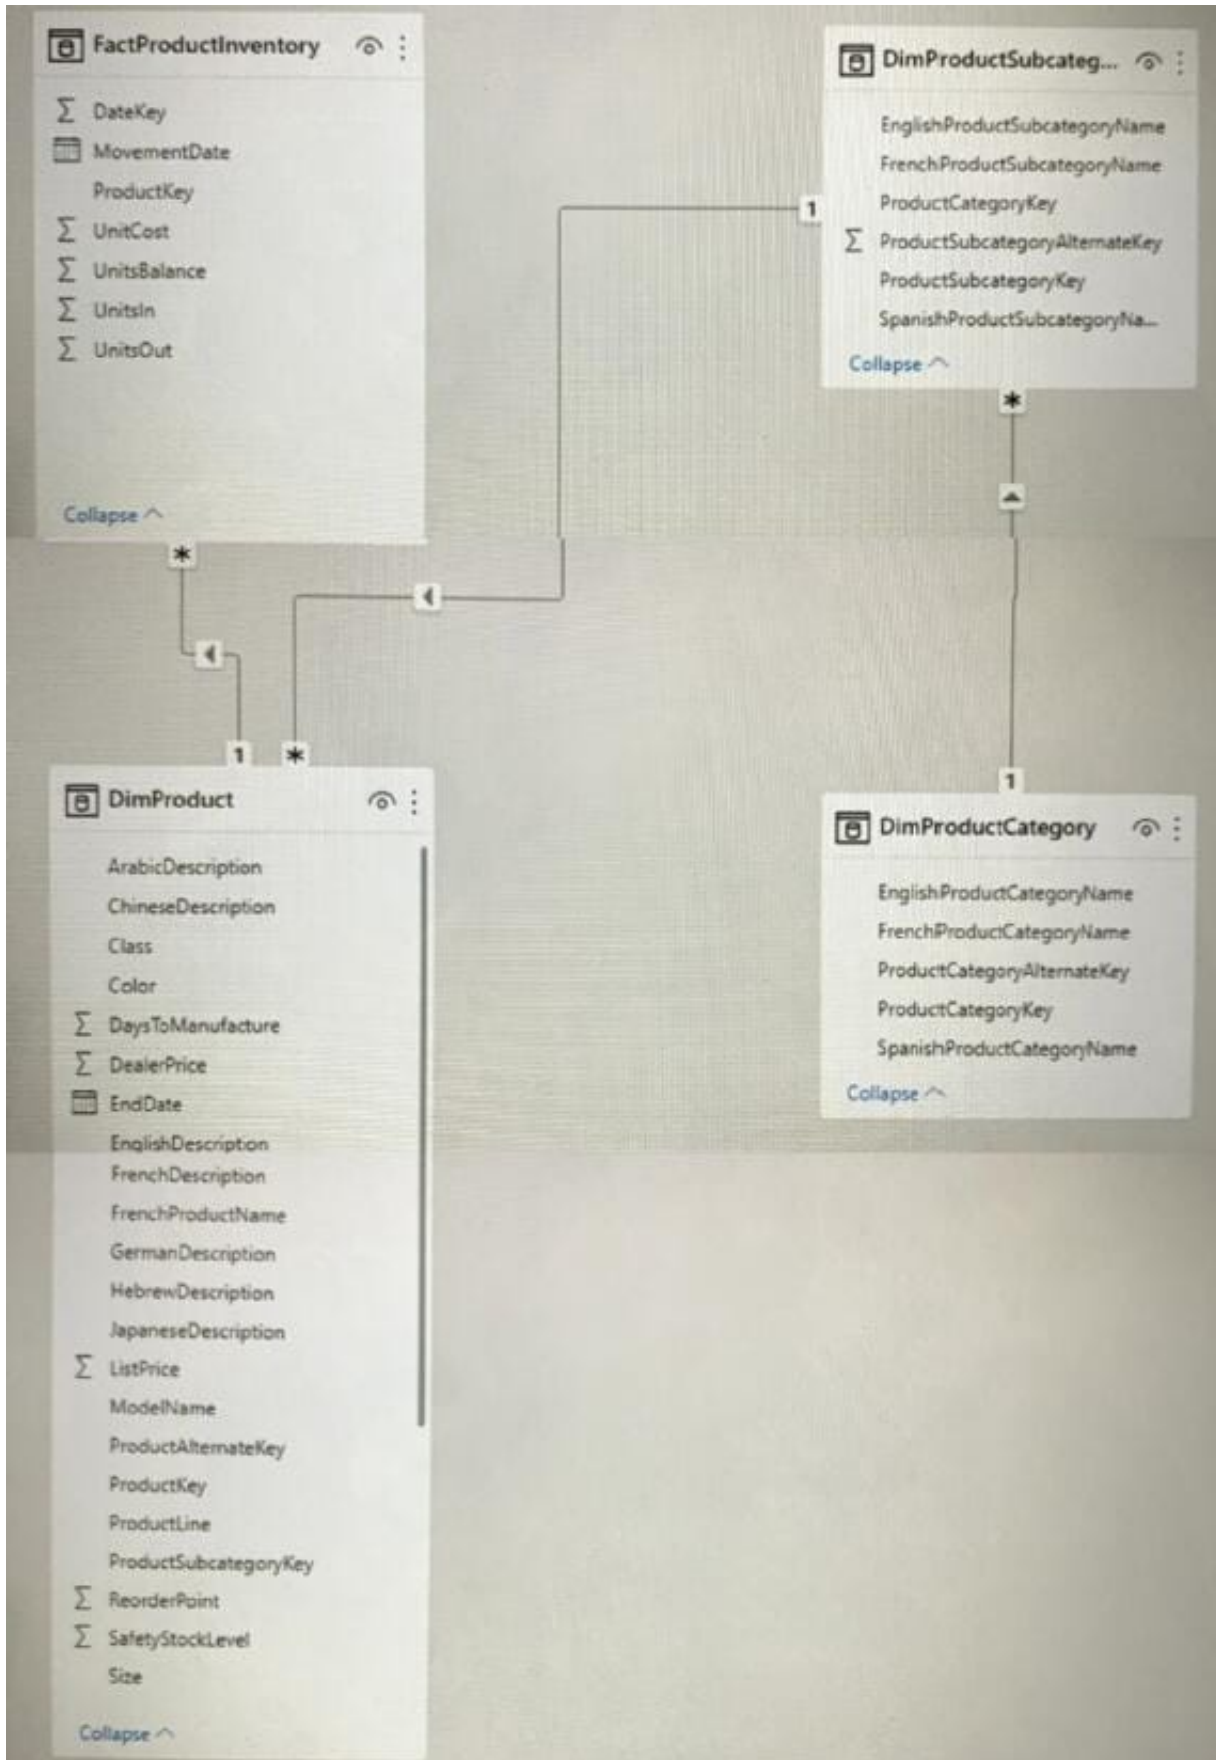 FactProductInventory
DateKey
MovementDate
ProductKey
UnitCost
UnitsBalance
UnitsIn
UnitsOut
Collapse
*
1
*
DimProductSubcateg...
EnglishProductSubcategoryName
FrenchProductSubcategoryName
ProductCategoryKey
ProductSubcategoryAlternateKey
ProductSubcategoryKey
SpanishProductSubcategoryNa...
Collapse
1
*
1
DimProduct
ArabicDescription
ChineseDescription
Class
Color
DaysToManufacture
DealerPrice
EndDate
EnglishDescription
FrenchDescription
FrenchProductName
GermanDescription
HebrewDescription
JapaneseDescription
ListPrice
ModelName
ProductAlternateKey
ProductKey
ProductLine
ProductSubcategoryKey
ReorderPoint
SafetyStockLevel
Size
Collapse
DimProductCategory
EnglishProductCategoryName
FrenchProductCategoryName
ProductCategoryAlternateKey
ProductCategoryKey
SpanishProductCategoryName
Collapse